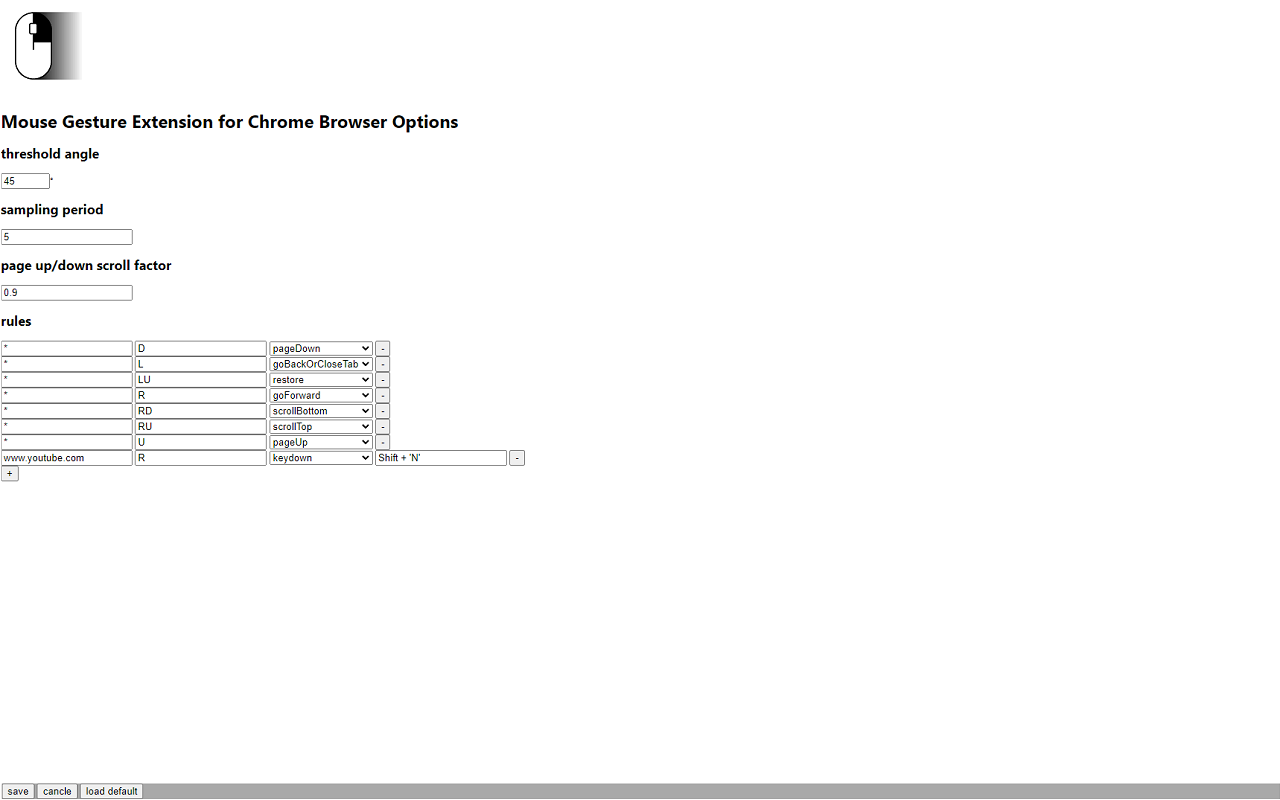 Mouse Gesture Extension for Chrome Browser Options
threshold angle
45 °
sampling period
5
page up/down scroll factor
0.9
rules
* D pageDown -
* L goBackOrCloseTab -
* LU restore -
* R goForward -
* RD scrollBottom -
* RU scrollTop -
* U pageUp -
www.youtube.com R keydown Shift + 'N' -
+
save cancle load default